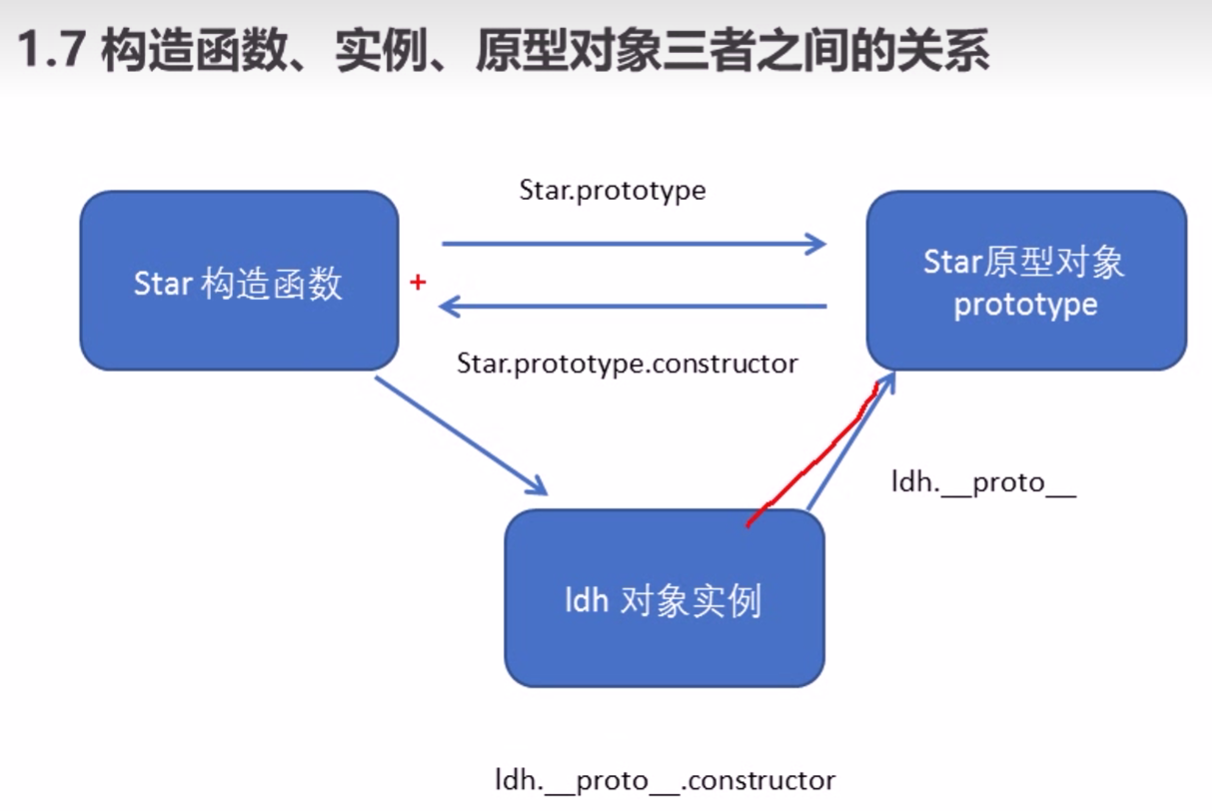 1.7 构造函数、实例、原型对象三者之间的关系
Star.prototype
Star 构造函数
Star原型对象
prototype
Star.prototype.constructor
ldh.__proto__
ldh 对象实例
ldh.__proto__.constructor